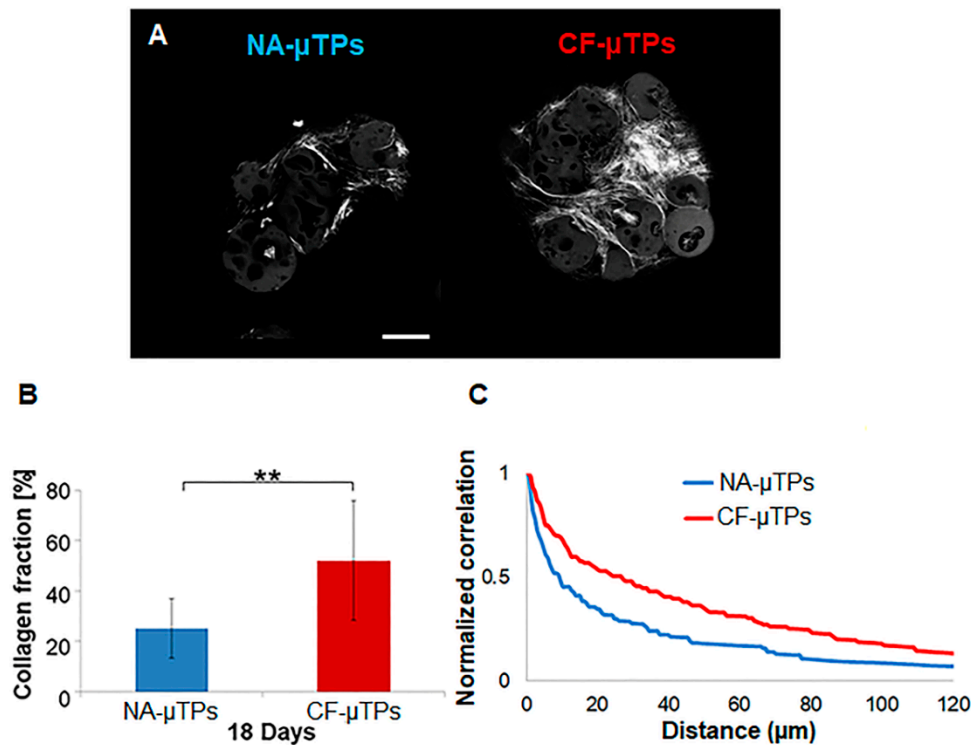 A
NA-µTPs
CF-µTPs
B
Collagen fraction [%]
80
60
40
20
0
**
NA-µTPs
CF-µTPs
18 Days
C
Normalized correlation
1
0.5
0
NA-µTPs
CF-µTPs
0
20
40
60
80
100
120
Distance (µm)